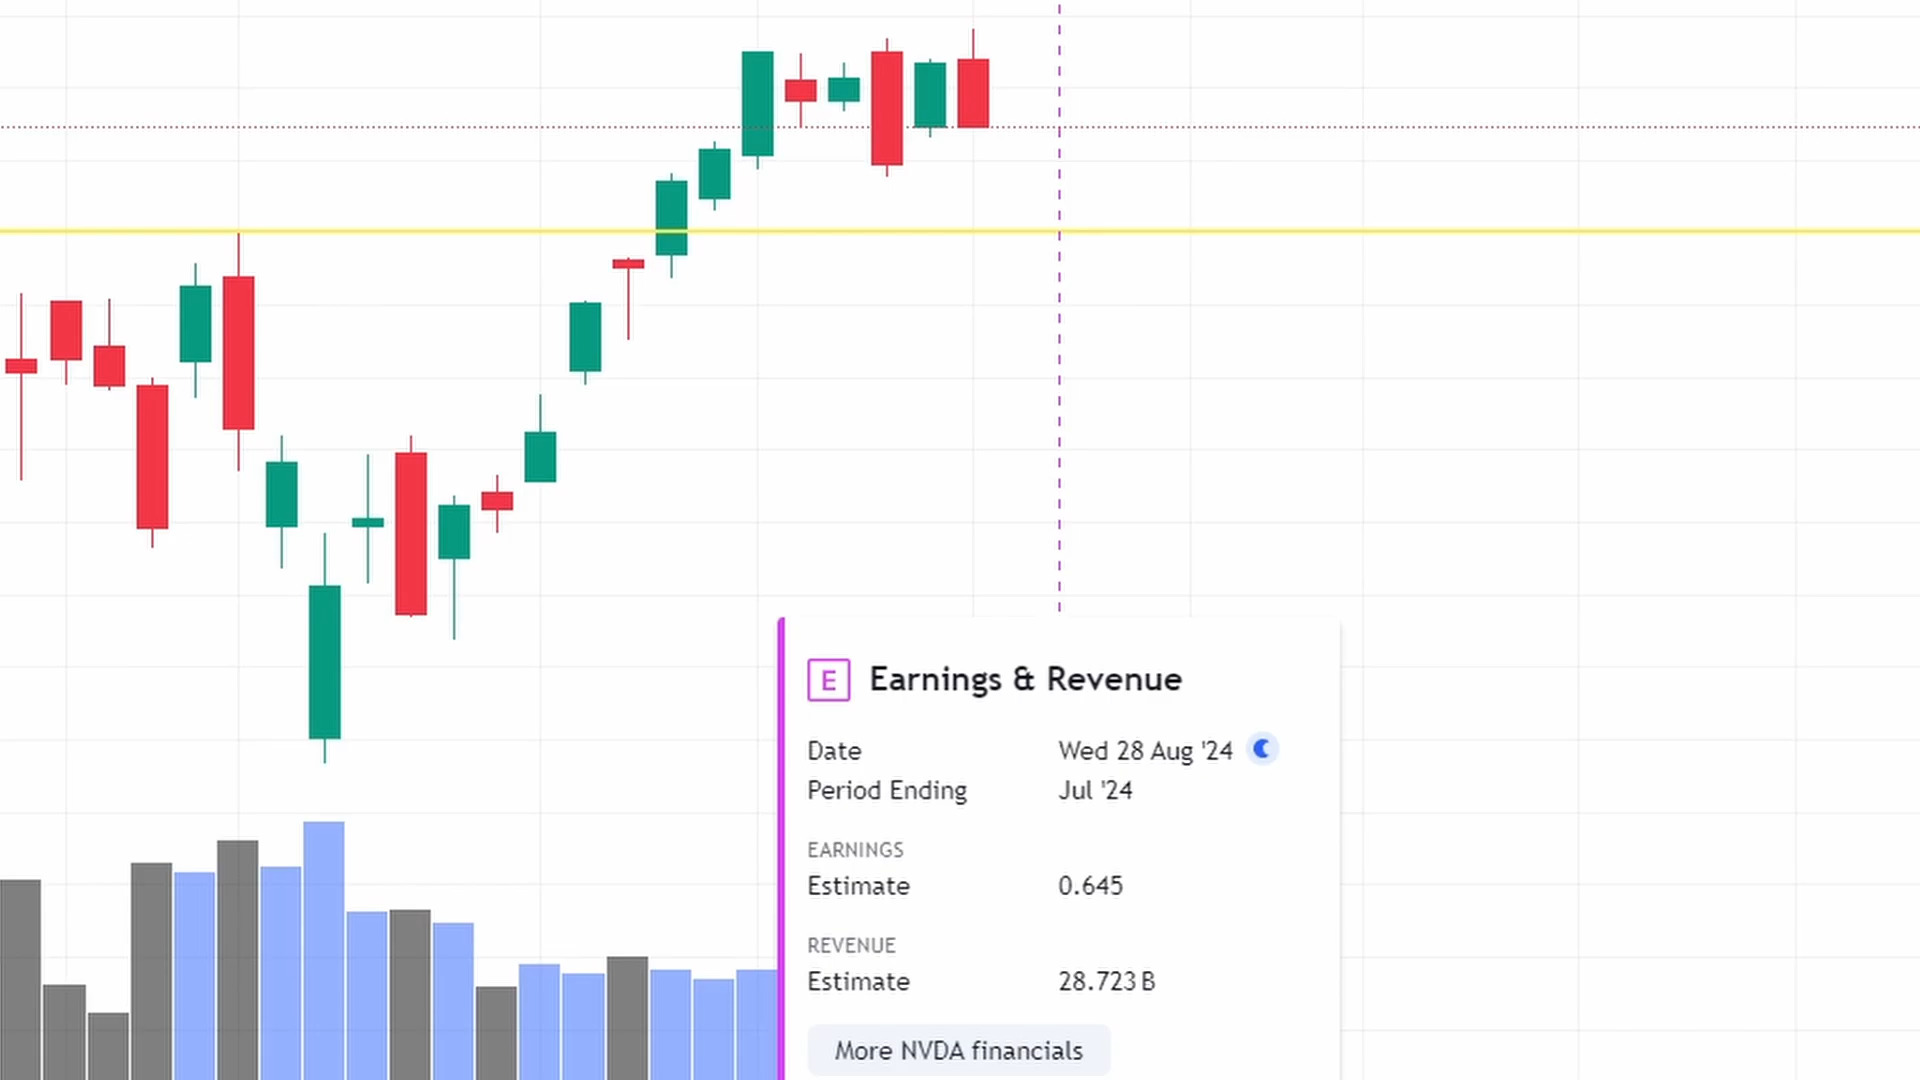 E Earnings & Revenue
Date Wed 28 Aug '24
Period Ending Jul '24
EARNINGS
Estimate 0.645
REVENUE
Estimate 28.723 B
More NVDA financials